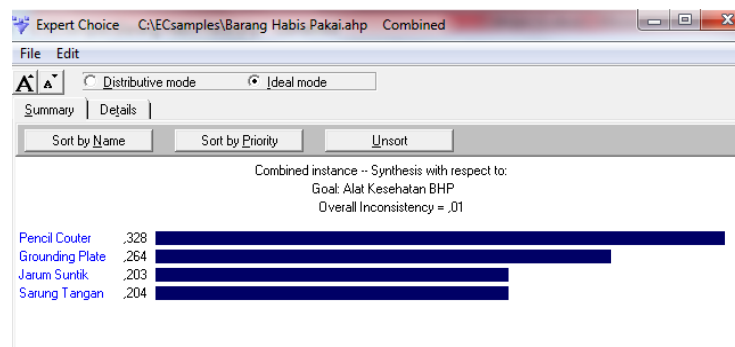 Expert Choice C:\ECsamples\Barang Habis Pakai.ahp Combined
File Edit
A A Distributive mode Ideal mode
Summary Details
Sort by Name Sort by Priority Unsort
Combined instance -- Synthesis with respect to:
Goal: Alat Kesehatan BHP
Overall Inconsistency = ,01
Pencil Couter ,328
Grounding Plate ,264
Jarum Suntik ,203
Sarung Tangan ,204